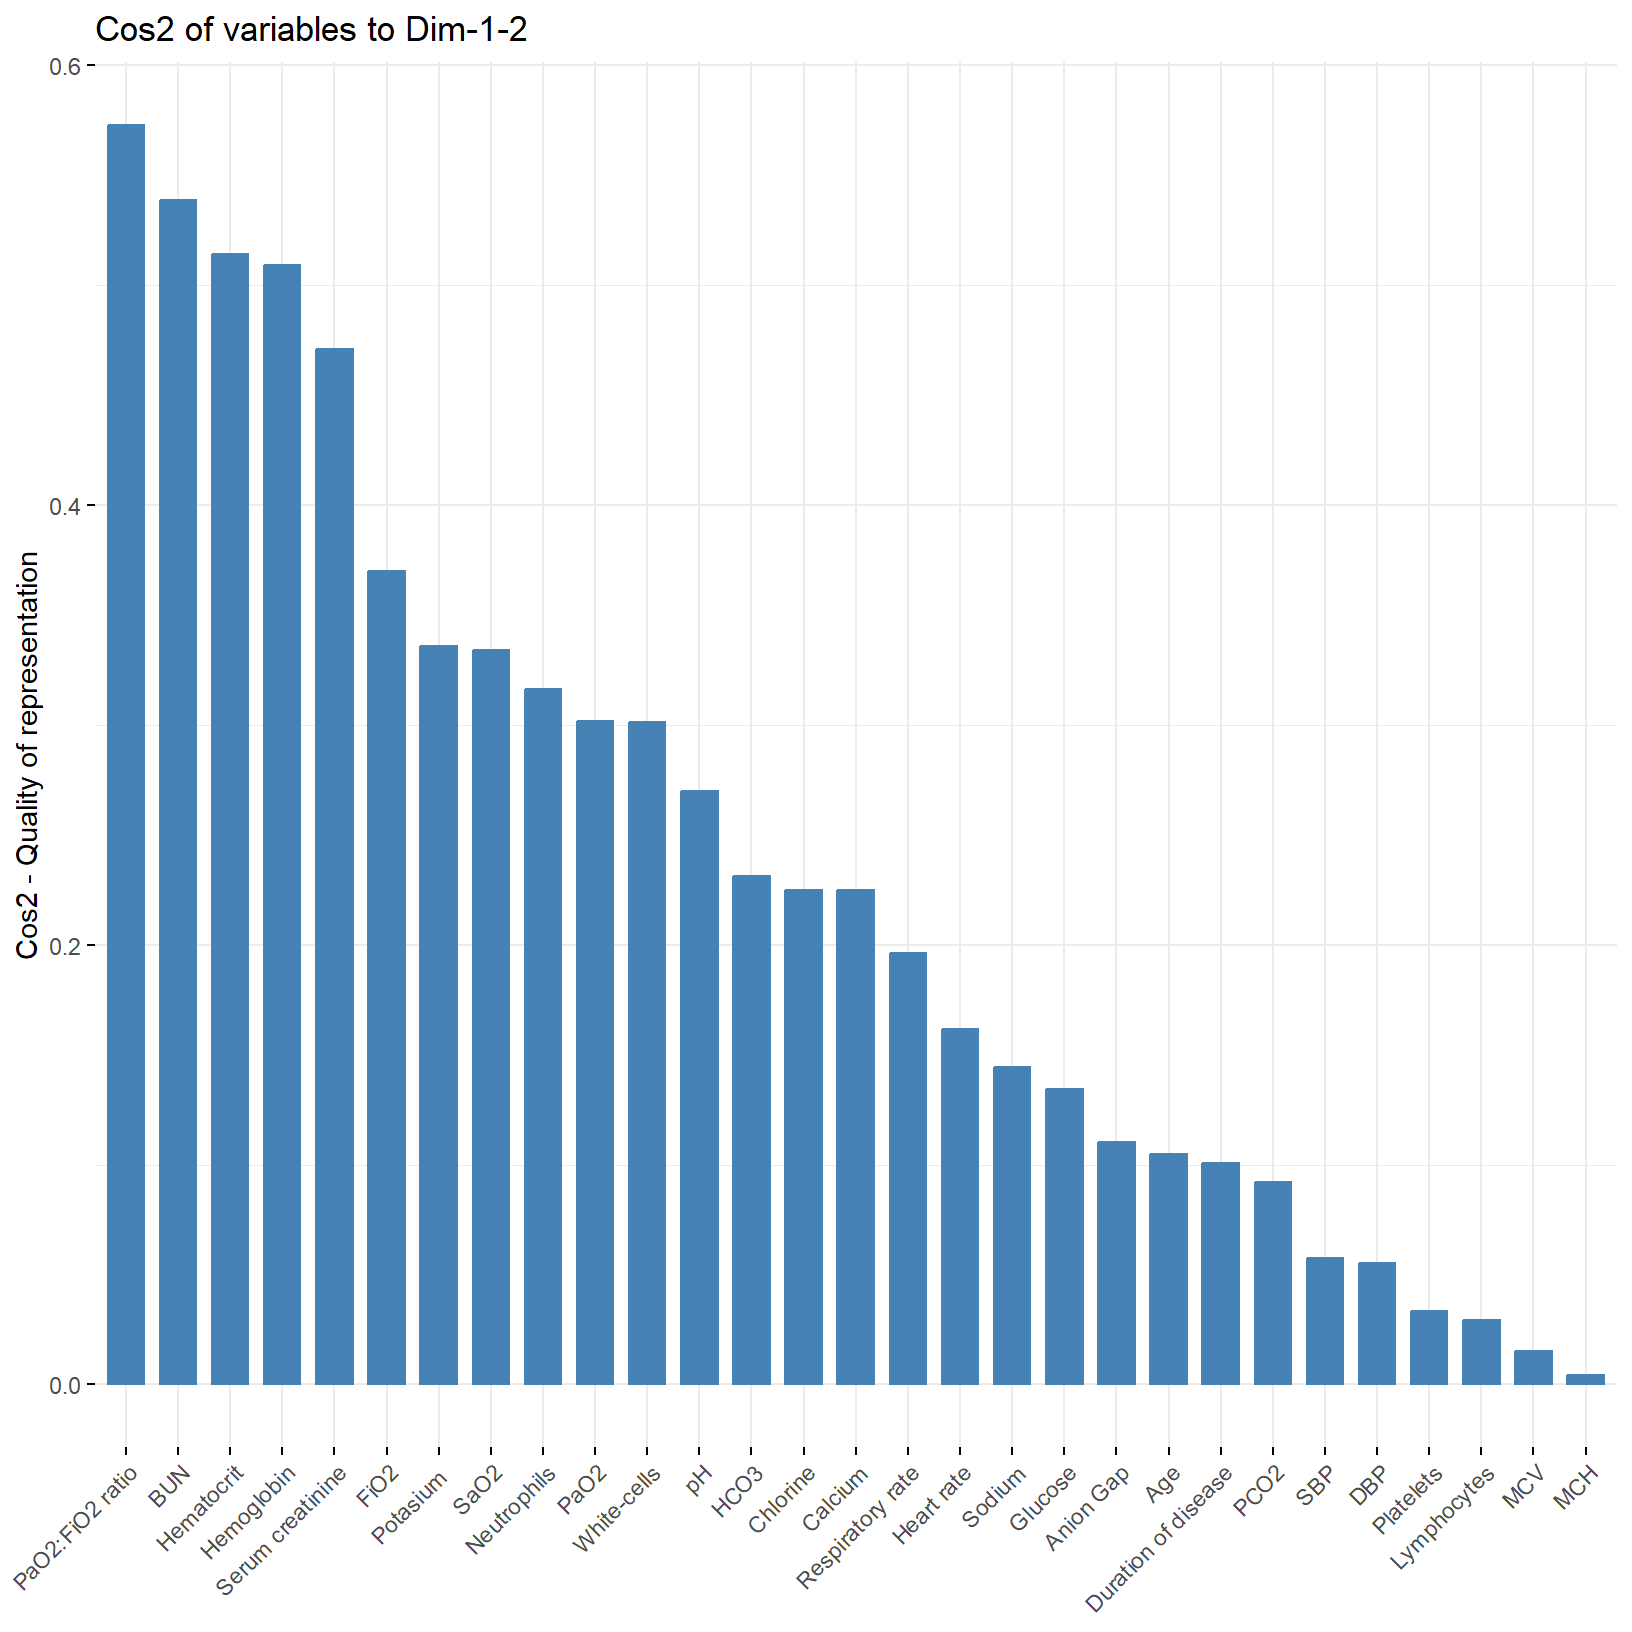 Cos2 of variables to Dim-1-2
Cos2 - Quality of representation
0.6
0.4
0.2
0.0
PaO2:FiO2 ratio
BUN
Hematocrit
Hemoglobin
Serum creatinine
FiO2
Potasium
SaO2
Neutrophils
PaO2
White-cells
pH
HCO3
Chlorine
Calcium
Respiratory rate
Heart rate
Sodium
Glucose
Anion Gap
Age
Duration of disease
PCO2
SBP
DBP
Platelets
Lymphocytes
MCV
MCH